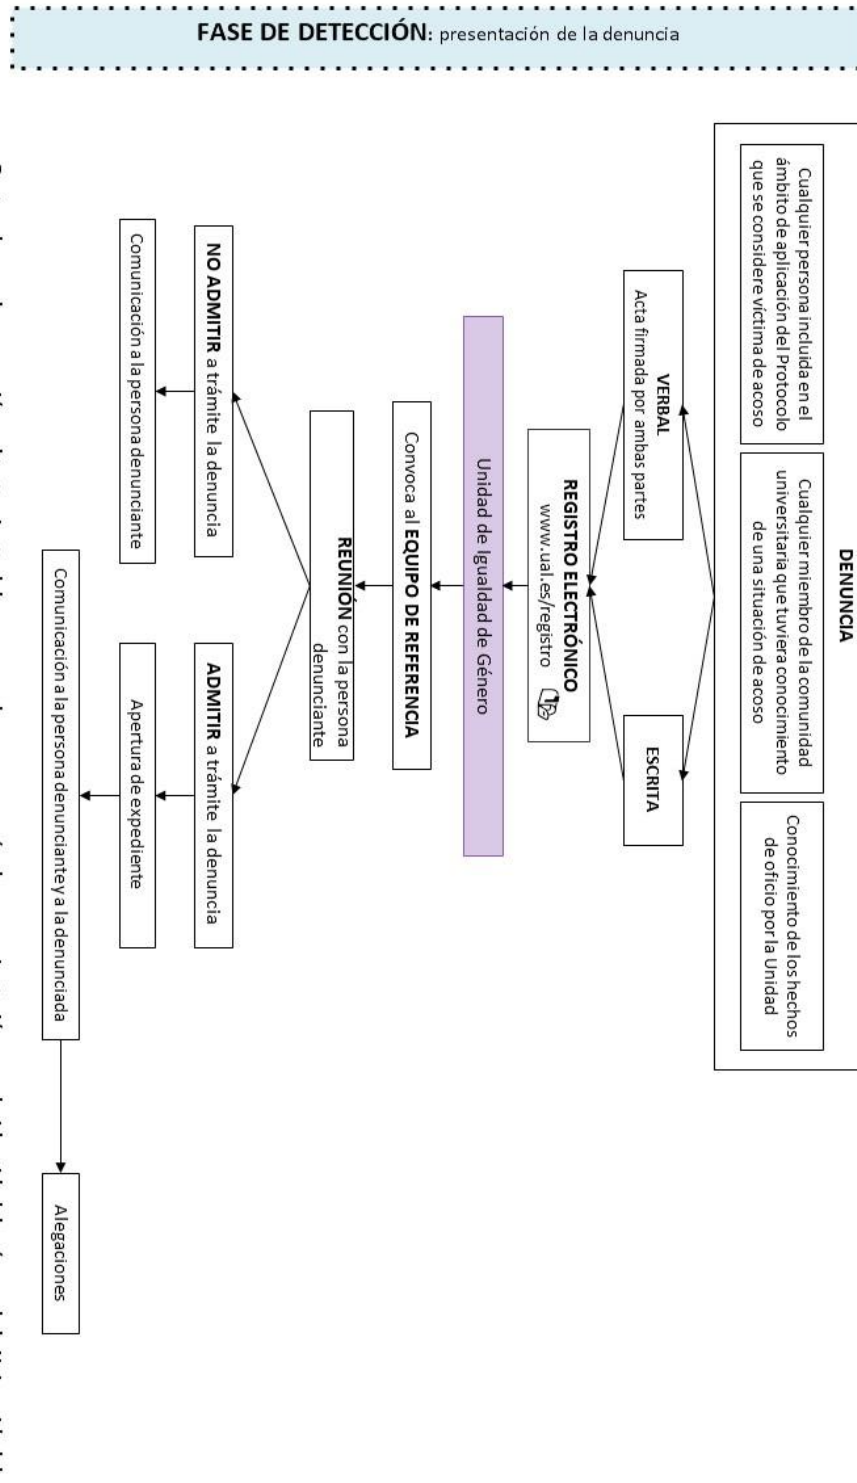 FASE DE DETECCIÓN: presentación de la denuncia
DENUNCIA
Cualquier persona incluida en el
ámbito de aplicación del Protocolo
que se considere víctima de acoso
Cualquier miembro de la comunidad
universitaria que tuviera conocimiento
de una situación de acoso
Conocimiento de los hechos
de oficio por la Unidad
VERBAL
Acta firmada por ambas partes
ESCRITA
REGISTRO ELECTRÓNICO
www.ual.es/registro
Unidad de Igualdad de Género
Convoca al EQUIPO DE REFERENCIA
REUNIÓN con la persona
denunciante
NO ADMITIR a trámite la denuncia
Comunicación a la persona denunciante
ADMITIR a trámite la denuncia
Apertura de expediente
Comunicación a la persona denunciante y a la denunciada
Alegaciones